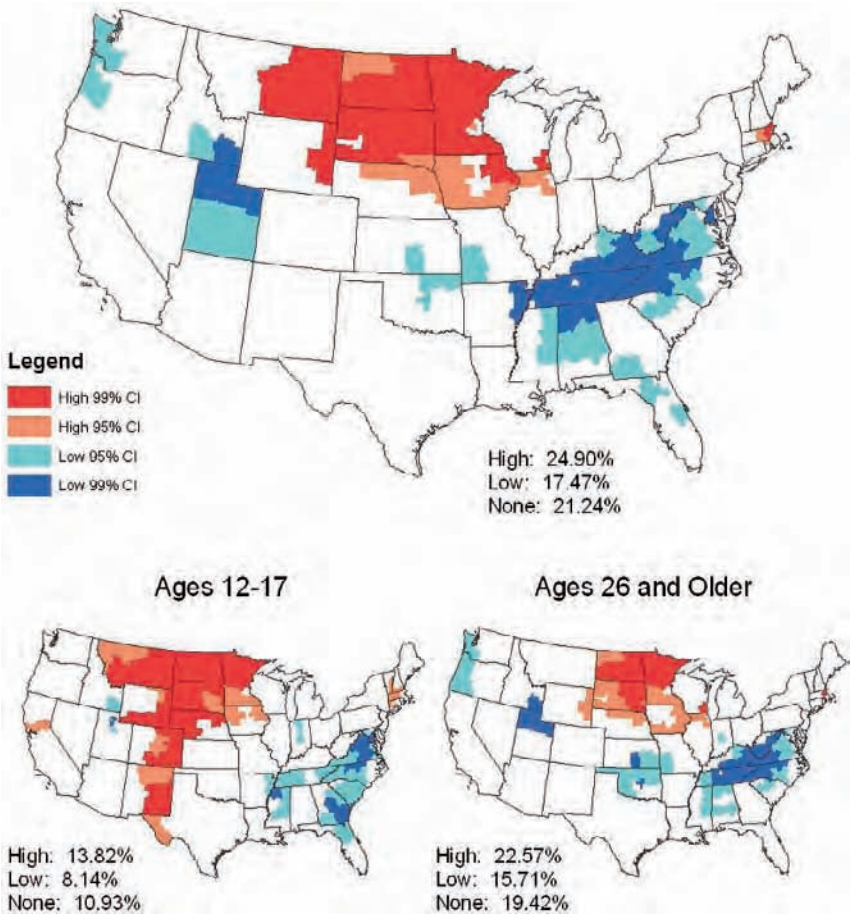 Legend
High 99% CI
High 95% CI
Low 95% CI
Low 99% CI
High: 24.90%
Low: 17.47%
None: 21.24%
Ages 12-17
High: 13.82%
Low: 8.14%
None: 10.93%
Ages 26 and Older
High: 22.57%
Low: 15.71%
None: 19.42%